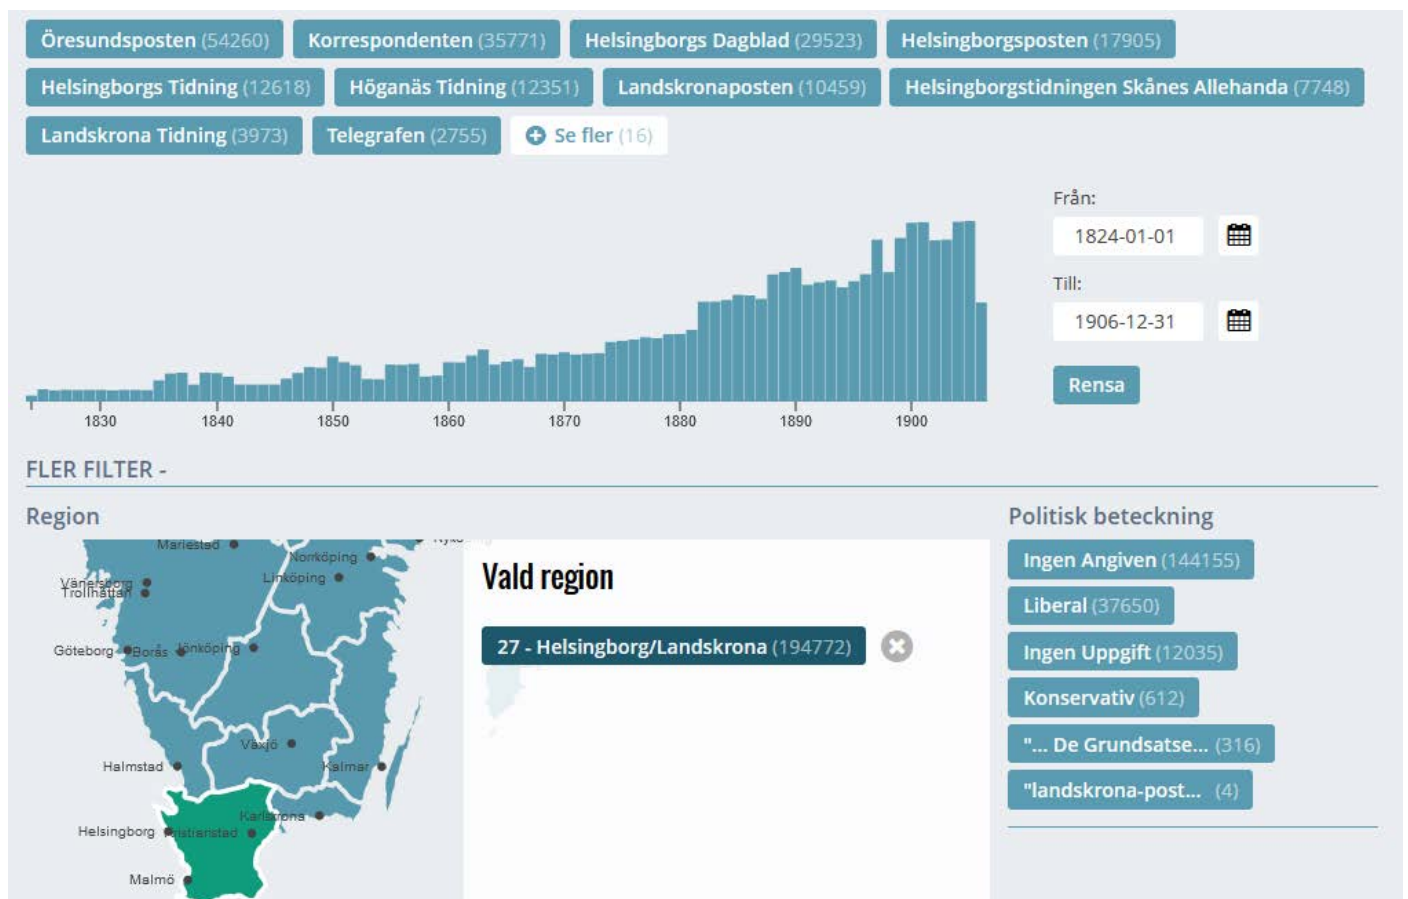 Öresundsposten (54260) Korrespondenten (35771) Helsingborgs Dagblad (29523) Helsingborgsposten (17905)
Helsingborgs Tidning (12618) Höganäs Tidning (12351) Landskronaposten (10459) Helsingborgstidningen Skånes Allehanda (7748)
Landskrona Tidning (3973) Telegrafen (2755) Se fler (16)
Från:
1824-01-01
Till:
1906-12-31
Rensa
1830 1840 1850 1860 1870 1880 1890 1900
FLER FILTER -
Region
Mariestad
Norrköping
Linköping
Vänersborg
Trollhättan
Göteborg
Borås
Jönköping
Växjö
Halmstad
Kalmar
Karlskrona
Helsingborg
Kristianstad
Malmö
Vald region
27 - Helsingborg/Landskrona (194772)
Politisk beteckning
Ingen Angiven (144155)
Liberal (37650)
Ingen Uppgift (12035)
Konservativ (612)
"... De Grundsatse... (316)
"landskrona-post... (4)